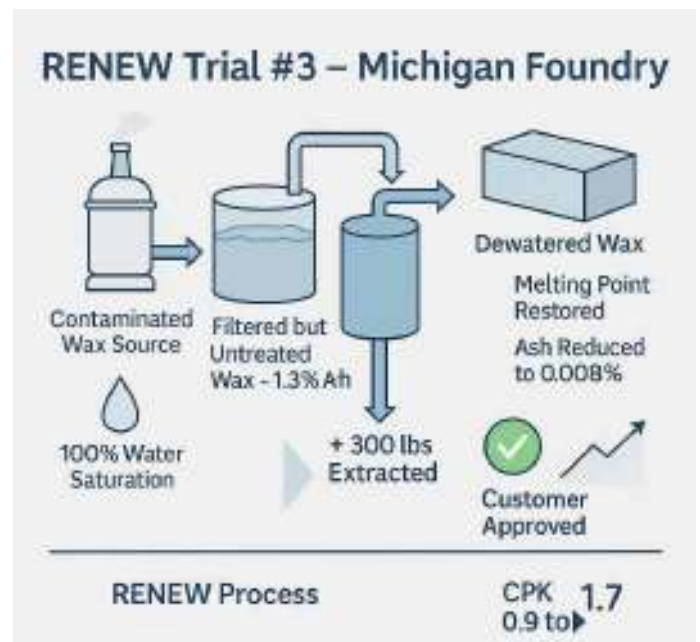 RENEW Trial #3 – Michigan Foundry
Contaminated
Wax Source
Filtered but
Untreated
Wax - 1.3% Ah
Dewatered Wax
Melting Point
Restored
Ash Reduced
to 0.008%
100% Water
Saturation
+ 300 lbs
Extracted
Customer
Approved
RENEW Process
CPK
0.9 to 1.7